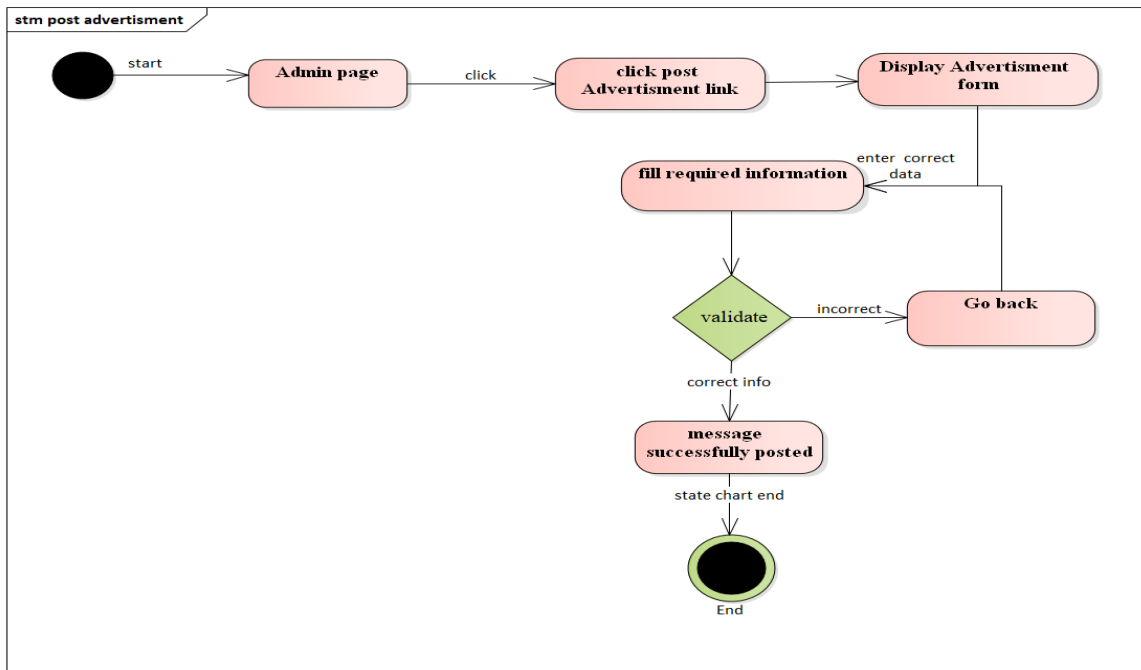 stm post advertisment
start
Admin page
click
click post
Advertisment link
Display Advertisment
form
enter correct
data
fill required information
validate
incorrect
Go back
correct info
message
successfully posted
state chart end
End